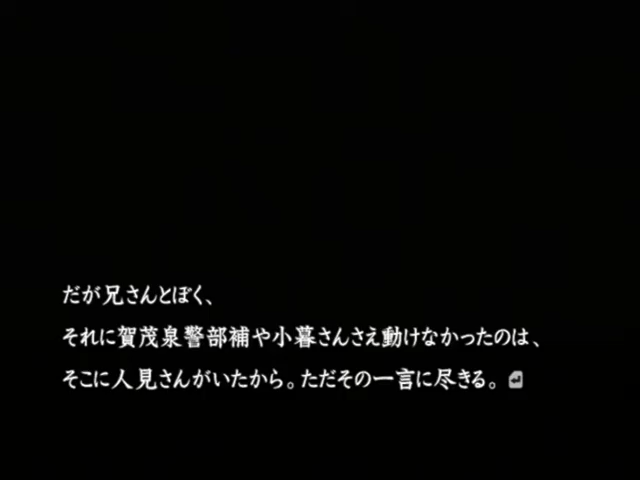 だが兄さんとぼく、
それに賀茂泉警部補や小暮さんさえ動けなかったのは、
そこに人見さんがいたから。ただその一言に尽きる。